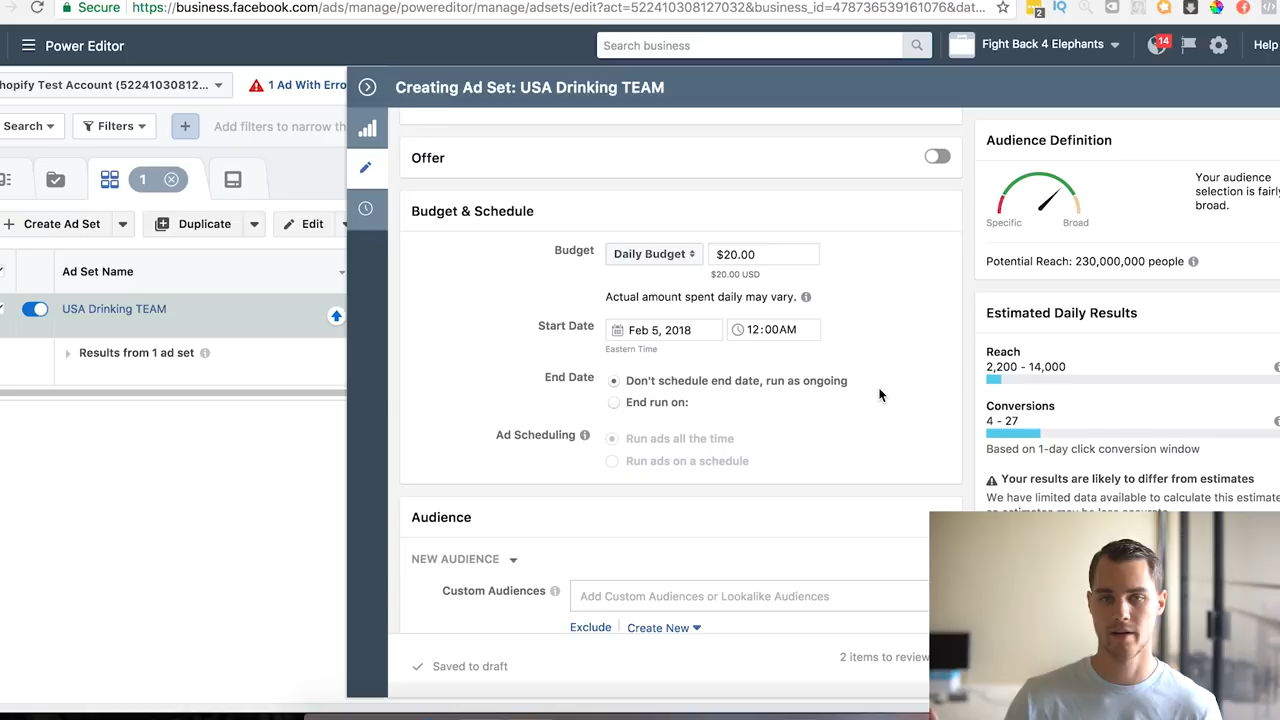 Secure
https://business.facebook.com/ads/manage/powereditor/manage/adsets/edit?act=522410308127032&business_id=478736539161076&dat...
2
Power Editor
Search business
Fight Back 4 Elephants
14
Help
hopify Test Account (52241030812...
1 Ad With Erro
Creating Ad Set: USA Drinking TEAM
Search
Filters
Add filters to narrow th
Offer
Audience Definition
Your audience
selection is fairly
broad.
Specific
Broad
1
Budget & Schedule
Create Ad Set
Duplicate
Edit
Budget
Daily Budget
$20.00
$20.00 USD
Potential Reach: 230,000,000 people
Ad Set Name
Actual amount spent daily may vary.
USA Drinking TEAM
Start Date
Feb 5, 2018
12:00AM
Eastern Time
Estimated Daily Results
Results from 1 ad set
Reach
2,200 - 14,000
End Date
Don't schedule end date, run as ongoing
End run on:
Conversions
4 - 27
Ad Scheduling
Run ads all the time
Run ads on a schedule
Based on 1-day click conversion window
Your results are likely to differ from estimates
We have limited data available to calculate this estimate
Audience
NEW AUDIENCE
Custom Audiences
Add Custom Audiences or Lookalike Audiences
Exclude
Create New
Saved to draft
2 items to review